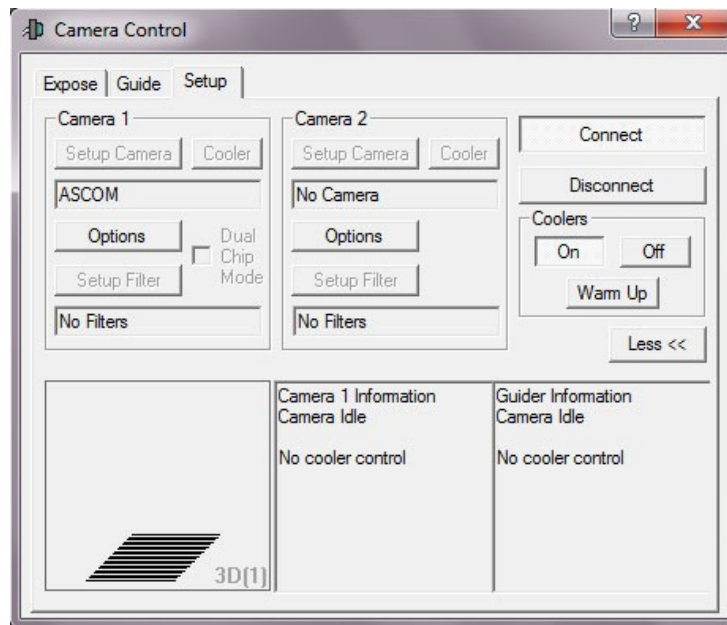 Camera Control
Expose Guide Setup
Camera 1
Setup Camera Cooler
ASCOM
Options
Dual
Chip
Mode
Setup Filter
No Filters
Camera 2
Setup Camera Cooler
No Camera
Options
Setup Filter
No Filters
Connect
Disconnect
Coolers
On Off
Warm Up
Less <<
3D(1)
Camera 1 Information
Camera Idle
No cooler control
Guider Information
Camera Idle
No cooler control